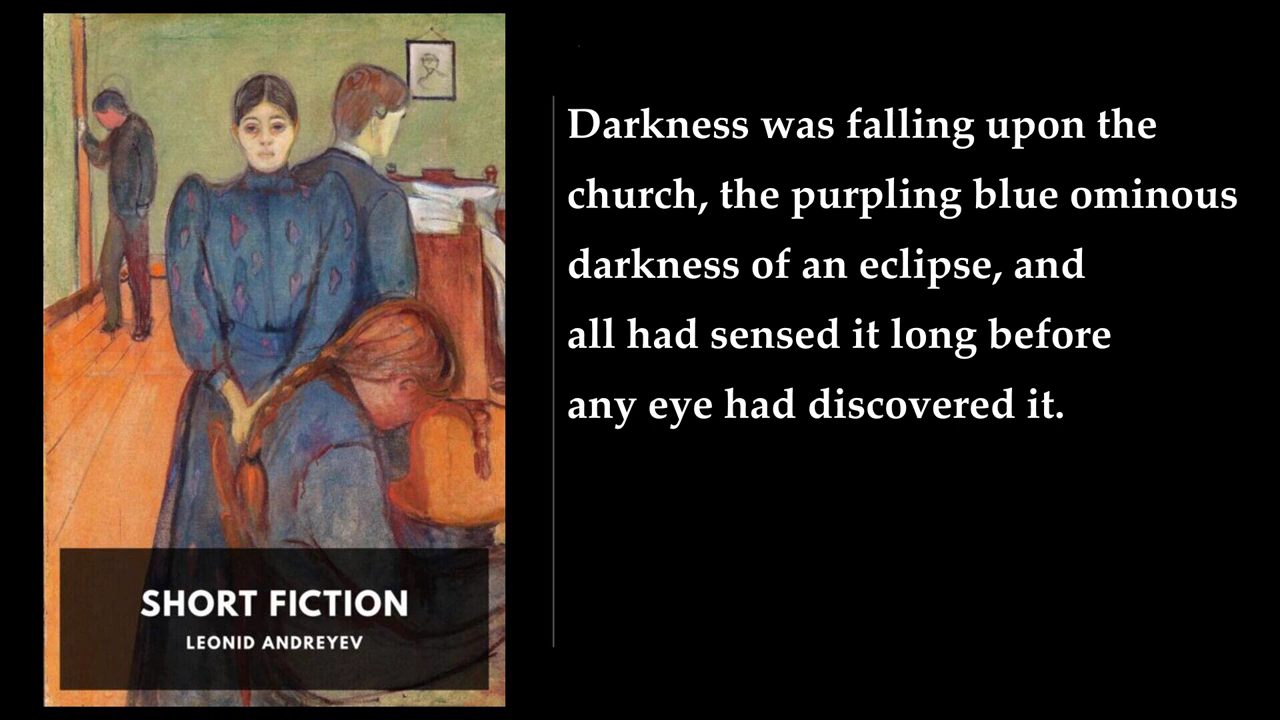 Darkness was falling upon the
church, the purpling blue ominous
darkness of an eclipse, and
all had sensed it long before
any eye had discovered it.
SHORT FICTION
LEONID ANDREYEV